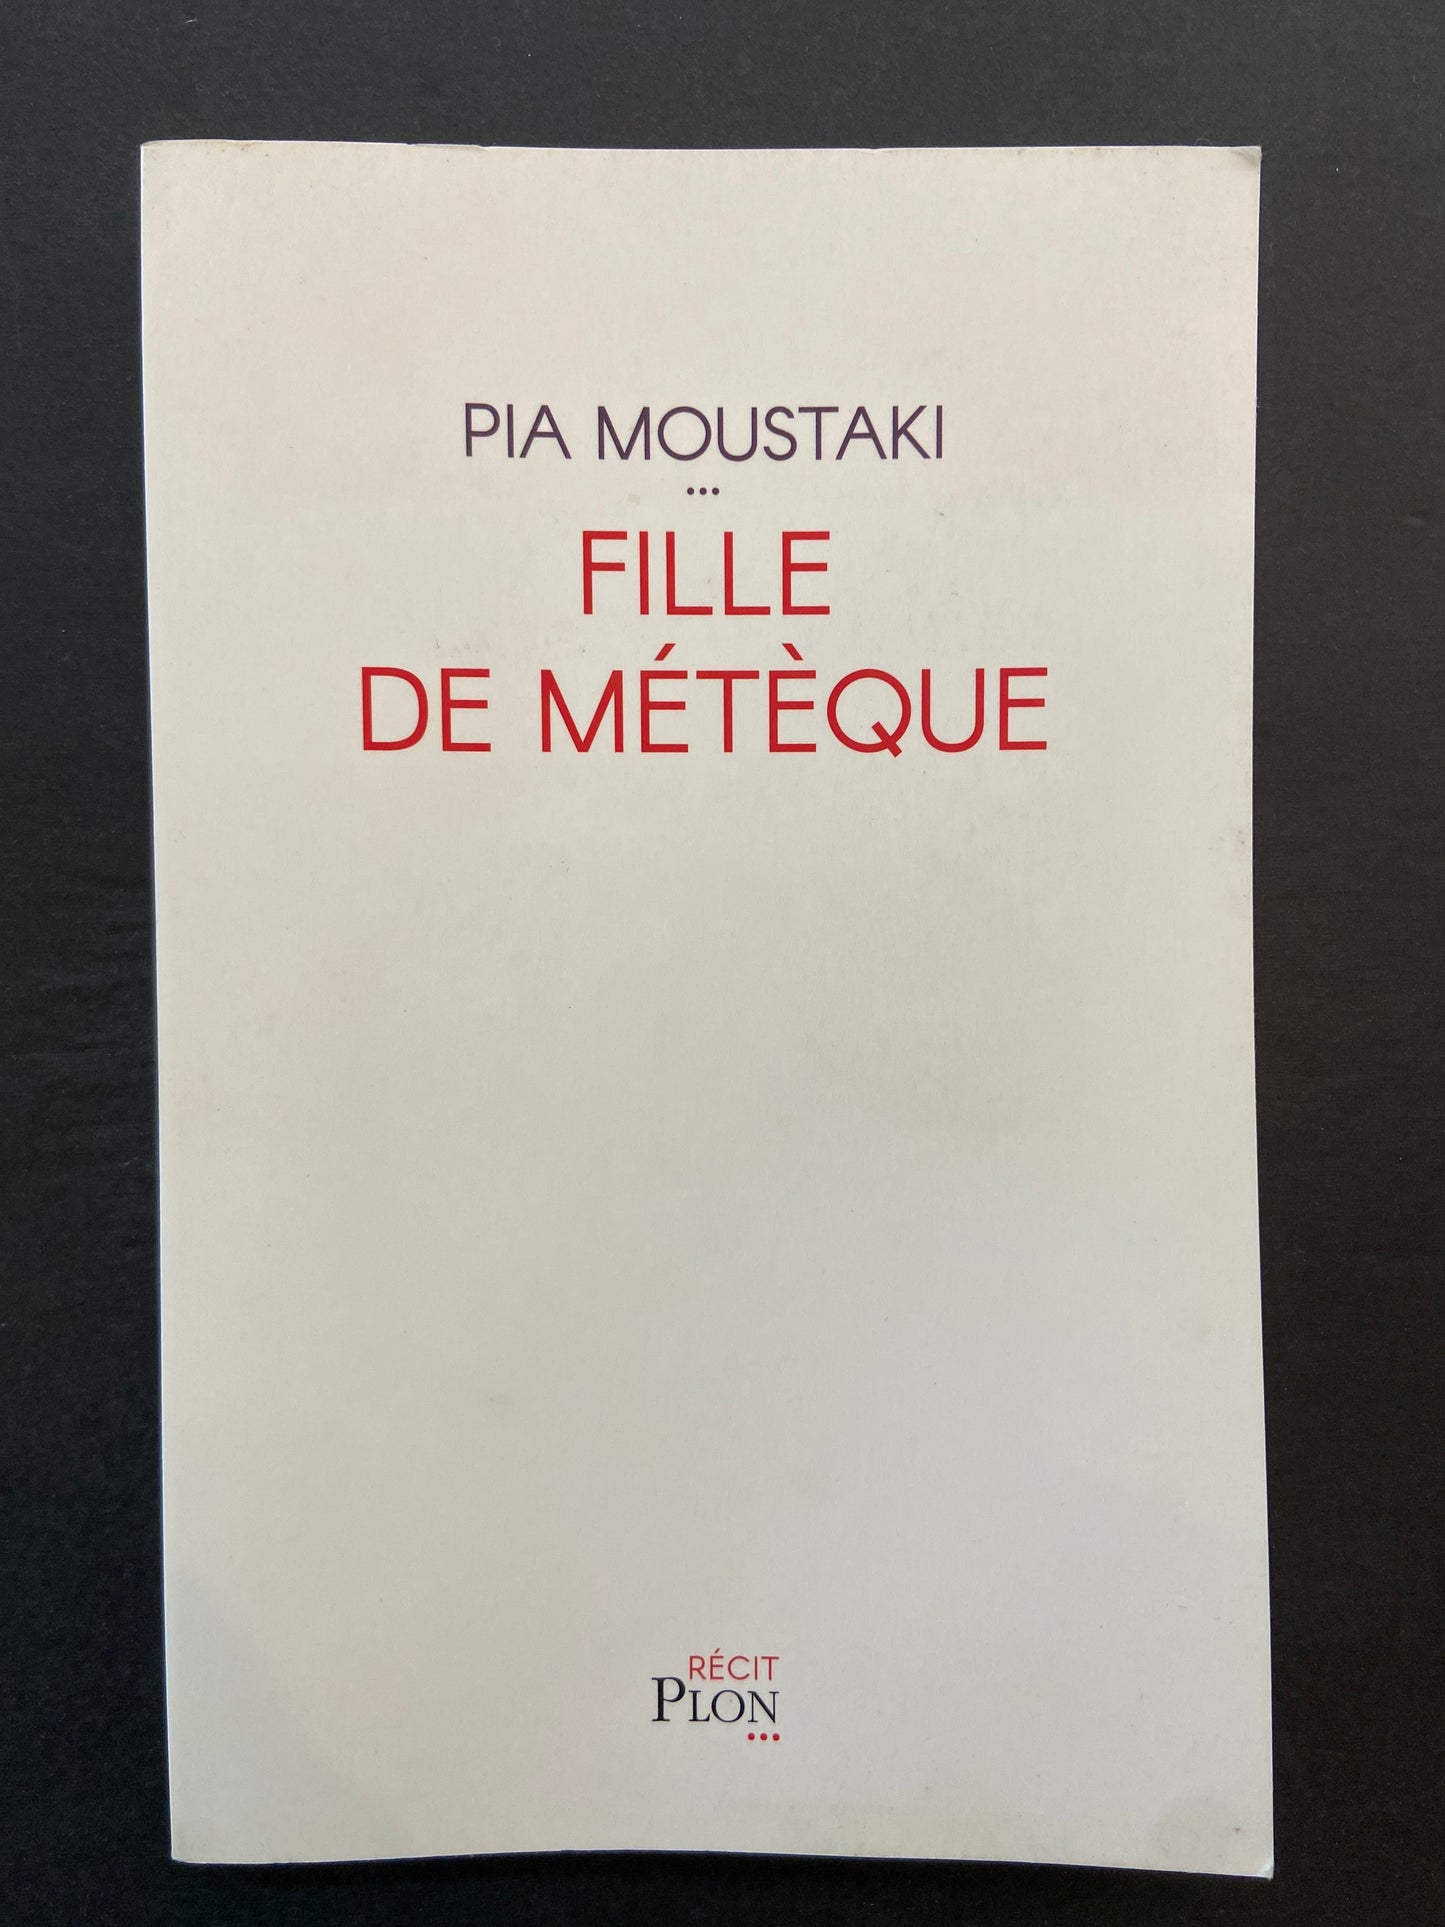 PIA MOUSTAKI
...
FILLE
DE MÉTÈQUE
RÉCIT
PLON
...